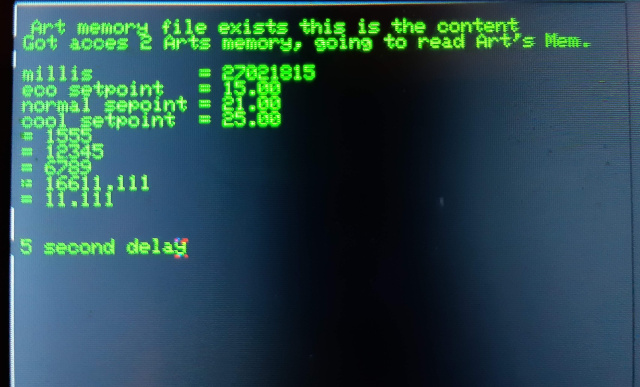 Art memory file exists this is the content
Got acces 2 Arts memory, going to read Art's Mem.
millis = 27021815
eco setpoint = 15.00
normal sepoint = 21.00
cool setpoint = 25.00
= 1555
= 12345
= 6789
= 16611.111
= 11.111
5 second delay